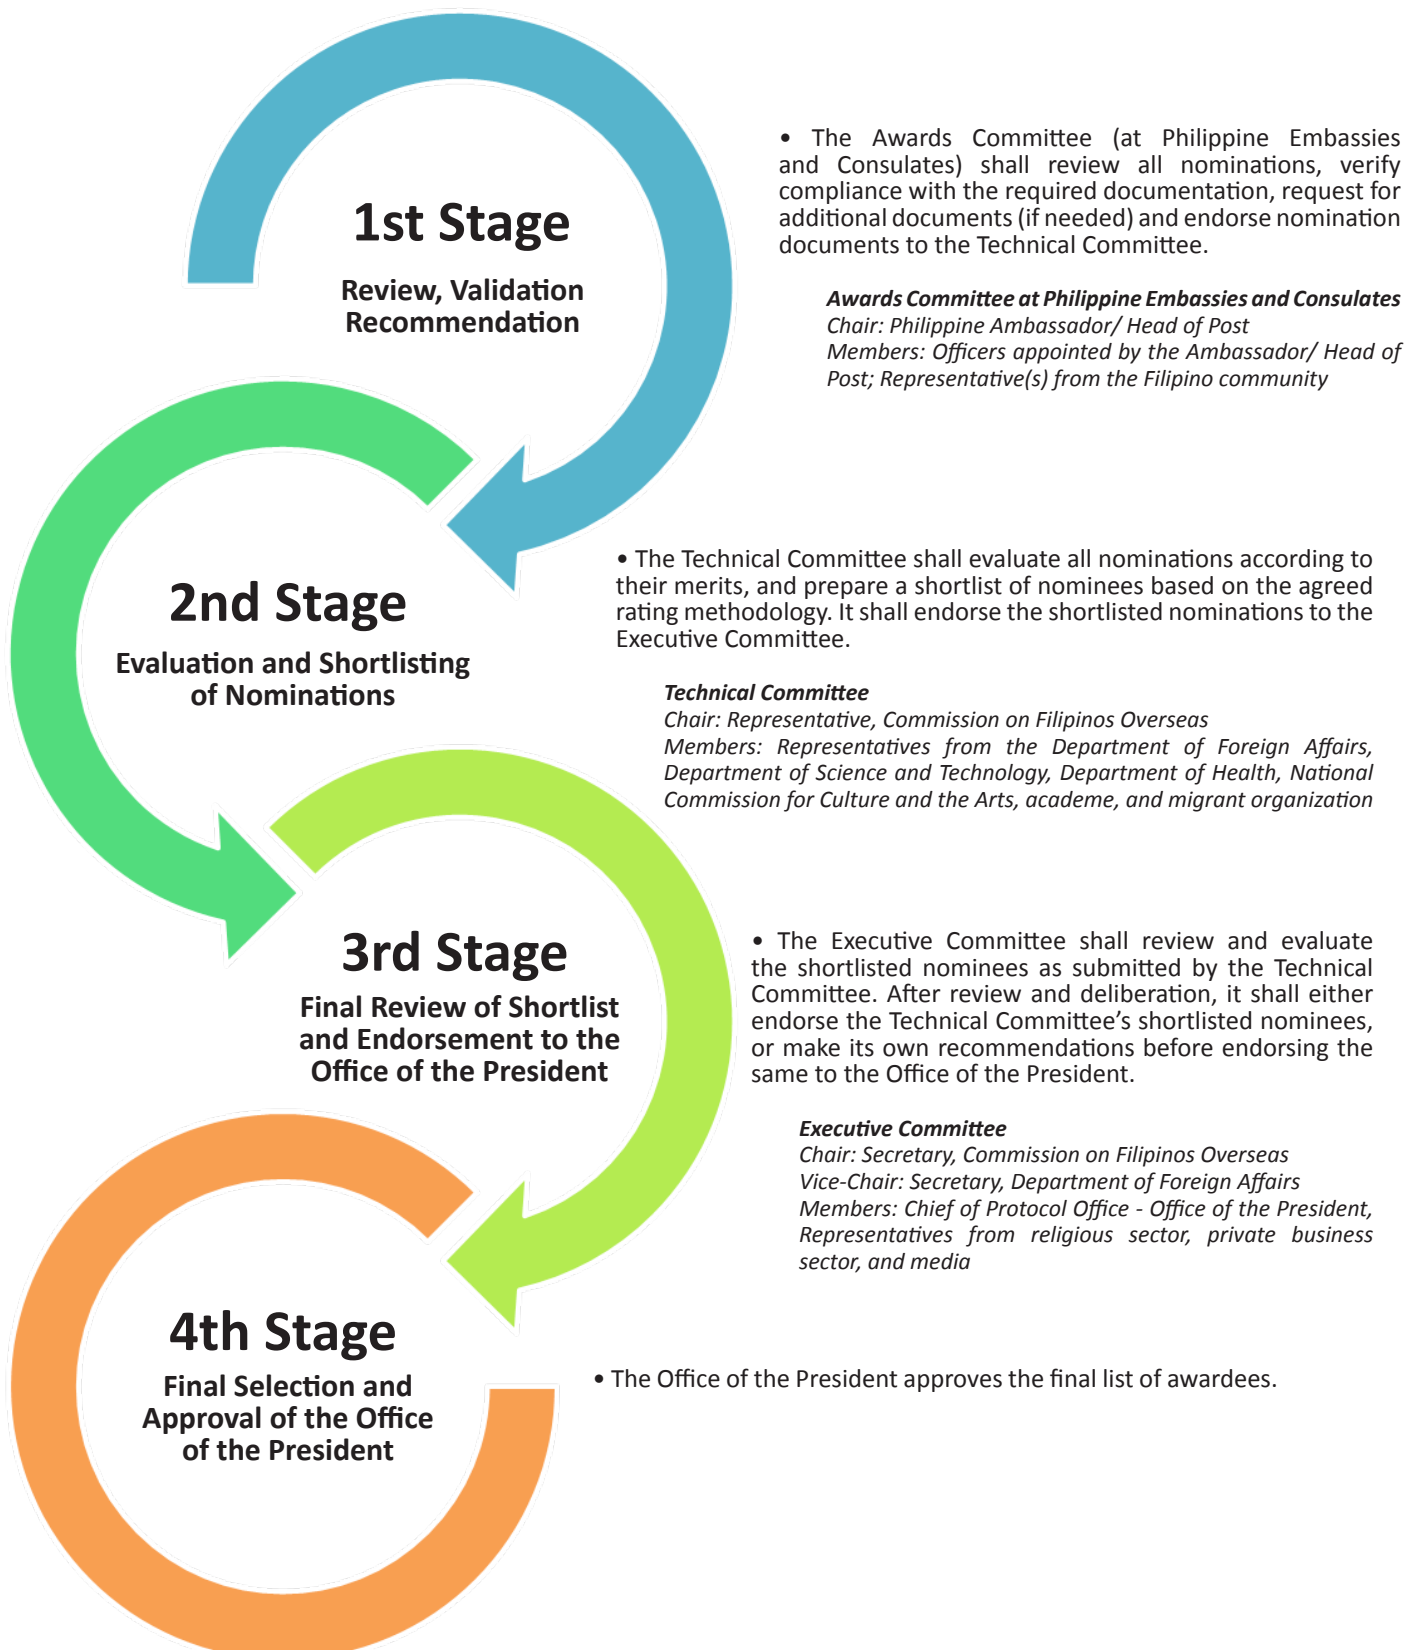 1st Stage
Review, Validation
Recommendation
• The Awards Committee (at Philippine Embassies
and Consulates) shall review all nominations, verify
compliance with the required documentation, request for
additional documents (if needed) and endorse nomination
documents to the Technical Committee.
Awards Committee at Philippine Embassies and Consulates
Chair: Philippine Ambassador/ Head of Post
Members: Officers appointed by the Ambassador/ Head of
Post; Representative(s) from the Filipino community
2nd Stage
Evaluation and Shortlisting
of Nominations
• The Technical Committee shall evaluate all nominations according to
their merits, and prepare a shortlist of nominees based on the agreed
rating methodology. It shall endorse the shortlisted nominations to the
Executive Committee.
Technical Committee
Chair: Representative, Commission on Filipinos Overseas
Members: Representatives from the Department of Foreign Affairs,
Department of Science and Technology, Department of Health, National
Commission for Culture and the Arts, academe, and migrant organization
3rd Stage
Final Review of Shortlist
and Endorsement to the
Office of the President
• The Executive Committee shall review and evaluate
the shortlisted nominees as submitted by the Technical
Committee. After review and deliberation, it shall either
endorse the Technical Committee’s shortlisted nominees,
or make its own recommendations before endorsing the
same to the Office of the President.
Executive Committee
Chair: Secretary, Commission on Filipinos Overseas
Vice-Chair: Secretary, Department of Foreign Affairs
Members: Chief of Protocol Office - Office of the President,
Representatives from religious sector, private business
sector, and media
4th Stage
Final Selection and
Approval of the Office
of the President
• The Office of the President approves the final list of awardees.